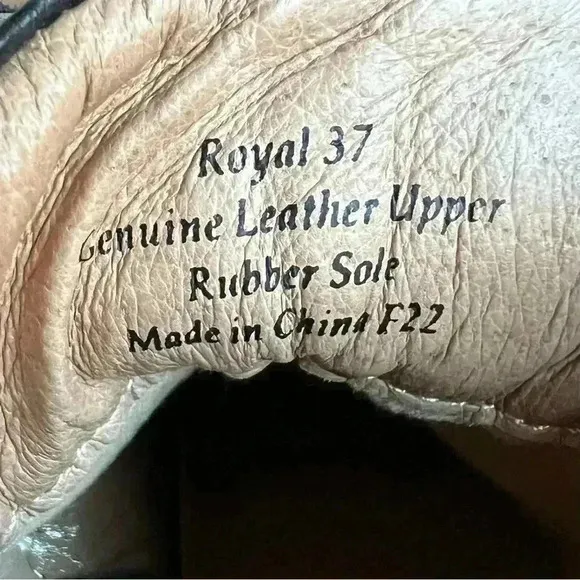 Royal 37
Genuine Leather Upper
Rubber Sole
Made in China F22